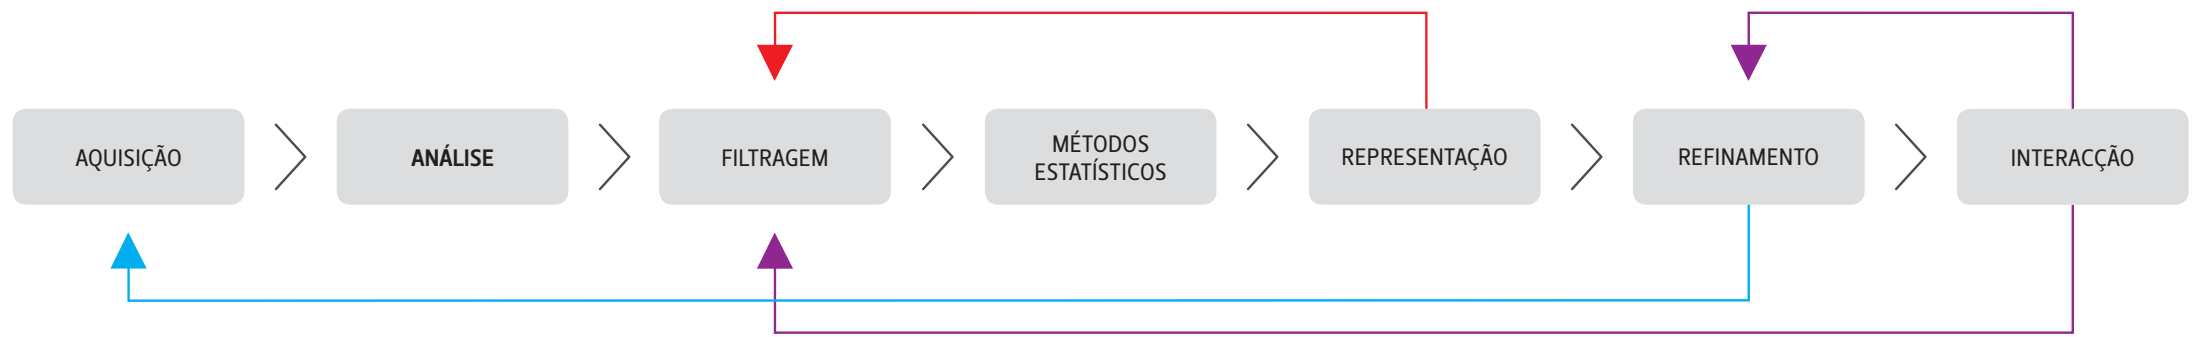 AQUISIÇÃO
ANÁLISE
FILTRAGEM
MÉTODOS
ESTATÍSTICOS
REPRESENTAÇÃO
REFINAMENTO
INTERACÇÃO